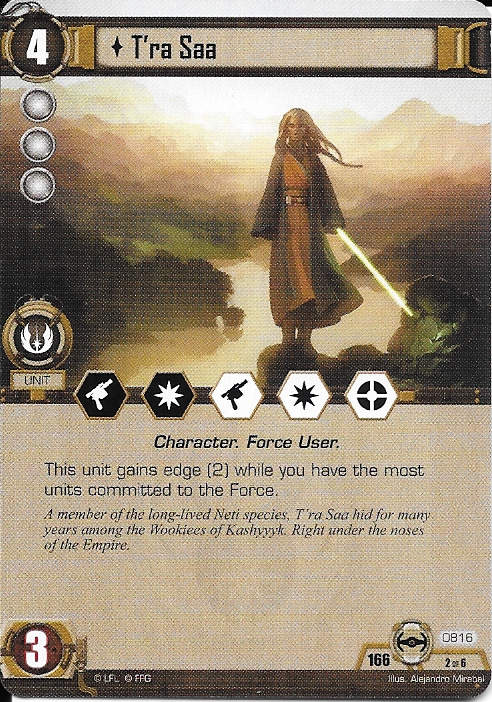 4
T'ra Saa
UNIT
Character. Force User.
This unit gains edge (2) while you have the most
units committed to the Force.
A member of the long-lived Neti species, T'ra Saa hid for many
years among the Wookiees of Kashyyyk. Right under the noses
of the Empire.
3
0816
166
2 OF 6
© LFL © FFG
Illus. Alejandro Mirabal